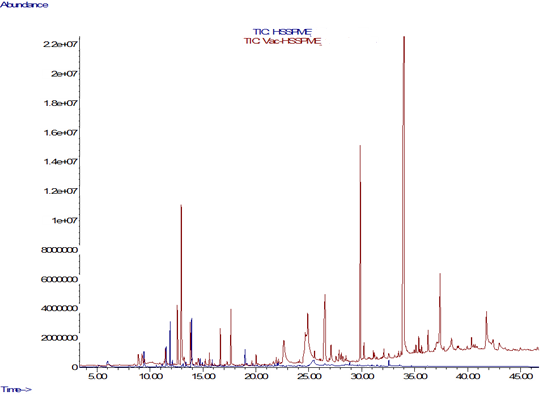 Abundance
TIC: HSSPME
TIC: Vac-HSSPME
2.2e+07
2e+07
1.8e+07
1.6e+07
1.4e+07
1.2e+07
1e+07
8000000
6000000
4000000
2000000
0
5.00 10.00 15.00 20.00 25.00 30.00 35.00 40.00 45.00
Time-->